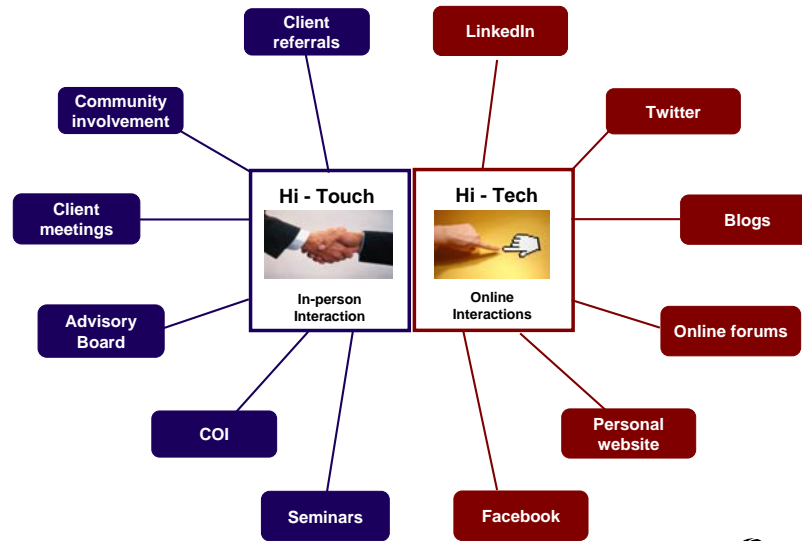 Client
referrals
LinkedIn
Community
involvement
Twitter
Hi - Touch
Hi - Tech
Client
meetings
Blogs
In-person
Interaction
Online
Interactions
Advisory
Board
Online forums
COI
Personal
website
Seminars
Facebook